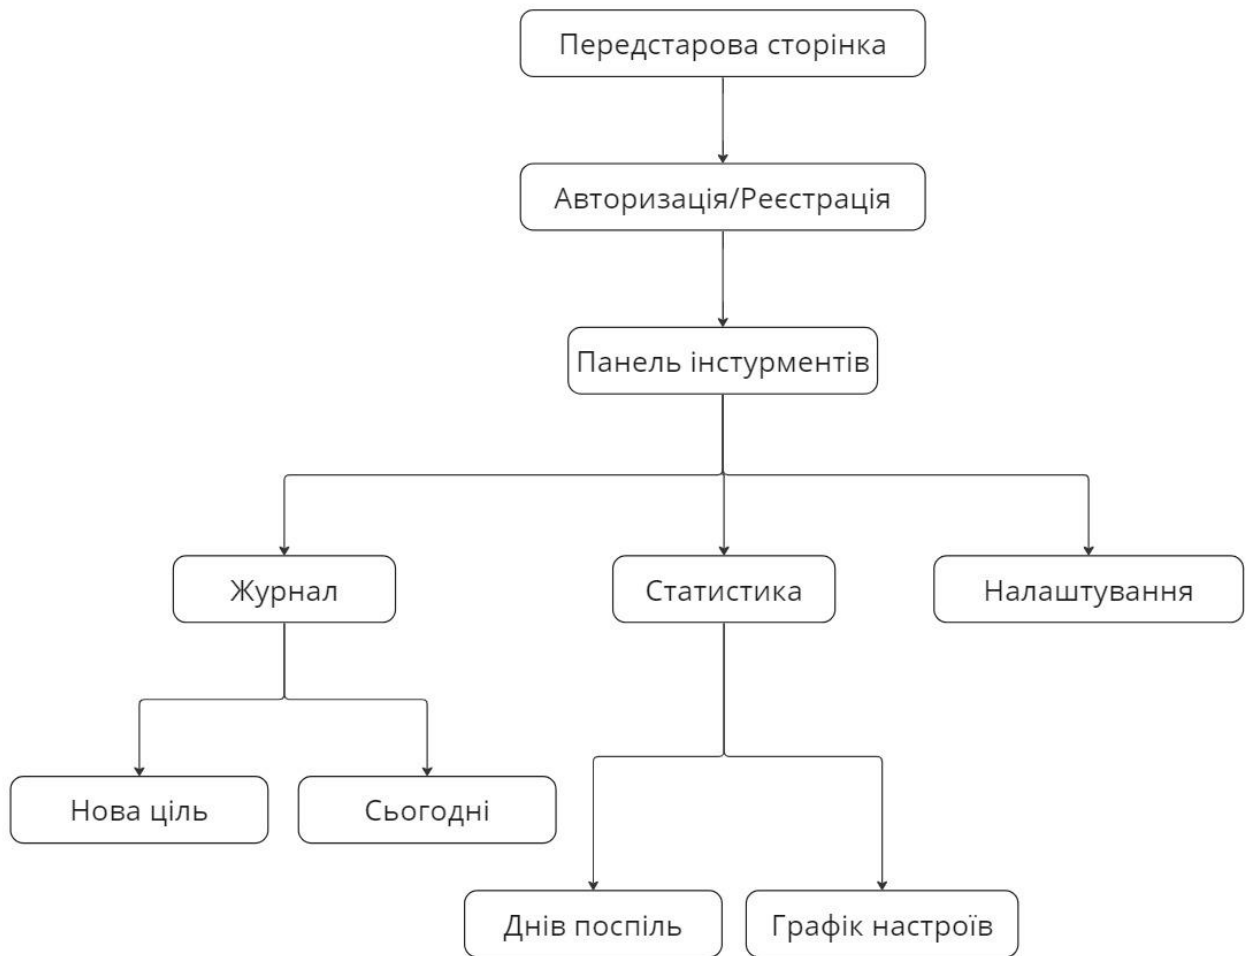 Передстарова сторінка
Авторизація/Реєстрація
Панель інстурментів
Журнал
Статистика
Налаштування
Нова ціль
Сьогодні
Днів поспіль
Графік настроїв